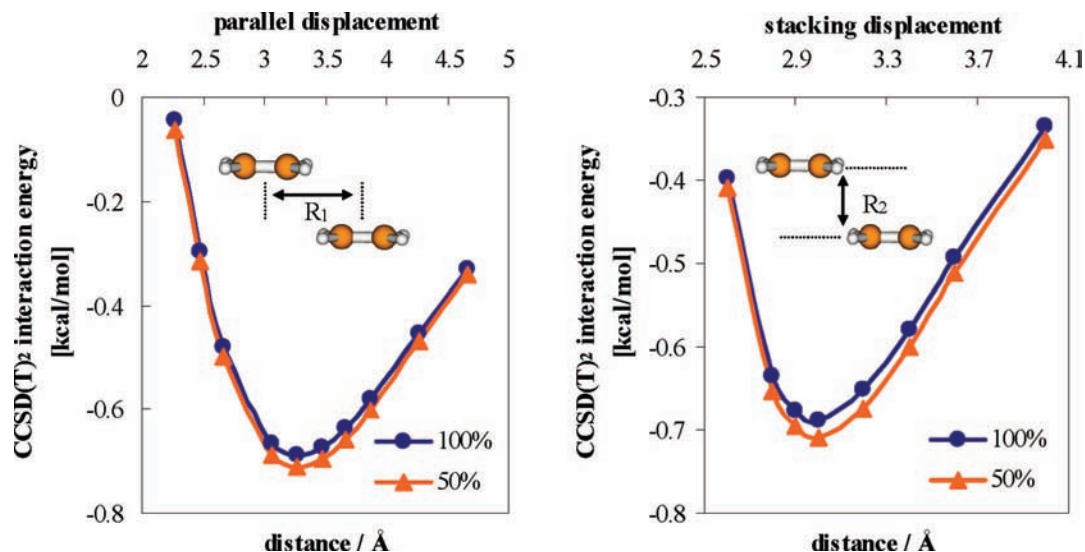 parallel displacement
2 2.5 3 3.5 4 4.5 5
0
-0.2
-0.4
-0.6
-0.8
CCSD(T)2 interaction energy
[kcal/mol]
R1
100%
50%
distance / Å
stacking displacement
2.5 2.9 3.3 3.7 4.1
-0.3
-0.4
-0.5
-0.6
-0.7
-0.8
CCSD(T)2 interaction energy
[kcal/mol]
R2
100%
50%
distance / Å